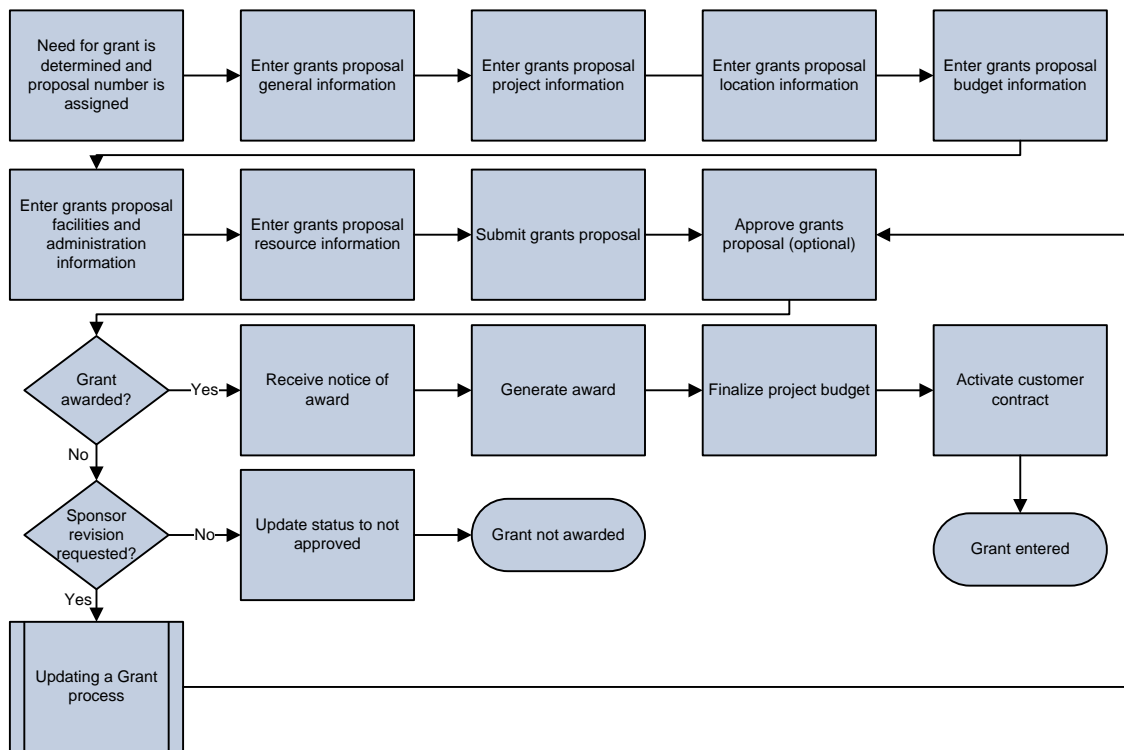 Need for grant is
determined and
proposal number is
assigned
Enter grants proposal
general information
Enter grants proposal
project information
Enter grants proposal
location information
Enter grants proposal
budget information
Enter grants proposal
facilities and
administration
information
Enter grants proposal
resource information
Submit grants proposal
Approve grants
proposal (optional)
Grant
awarded?
Yes
Receive notice of
award
Generate award
Finalize project budget
Activate customer
contract
No
Sponsor
revision
requested?
No
Update status to not
approved
Grant not awarded
Grant entered
Yes
Updating a Grant
process